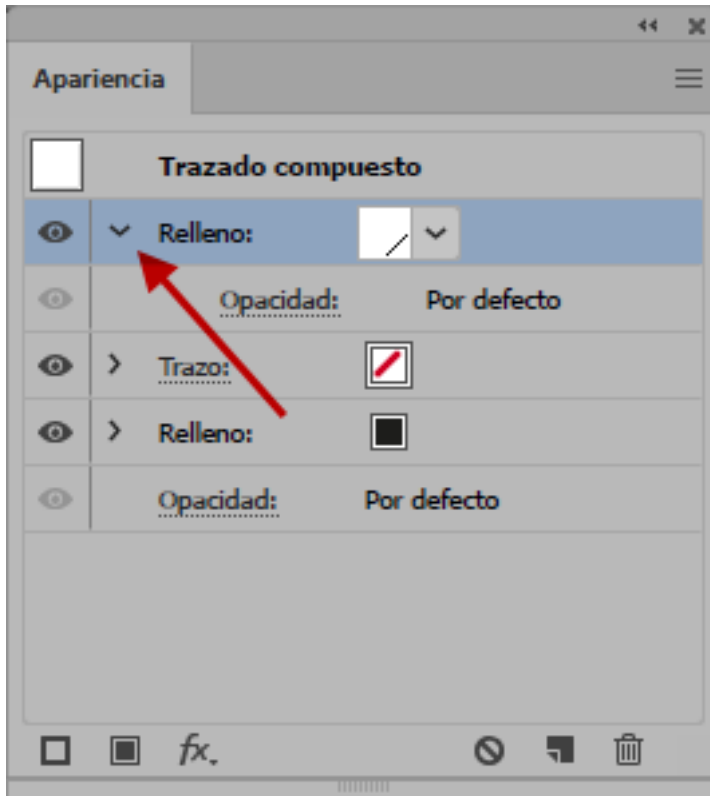 Apariencia
Trazado compuesto
Relleno:
Opacidad: Por defecto
Trazo:
Relleno:
Opacidad: Por defecto
fx.